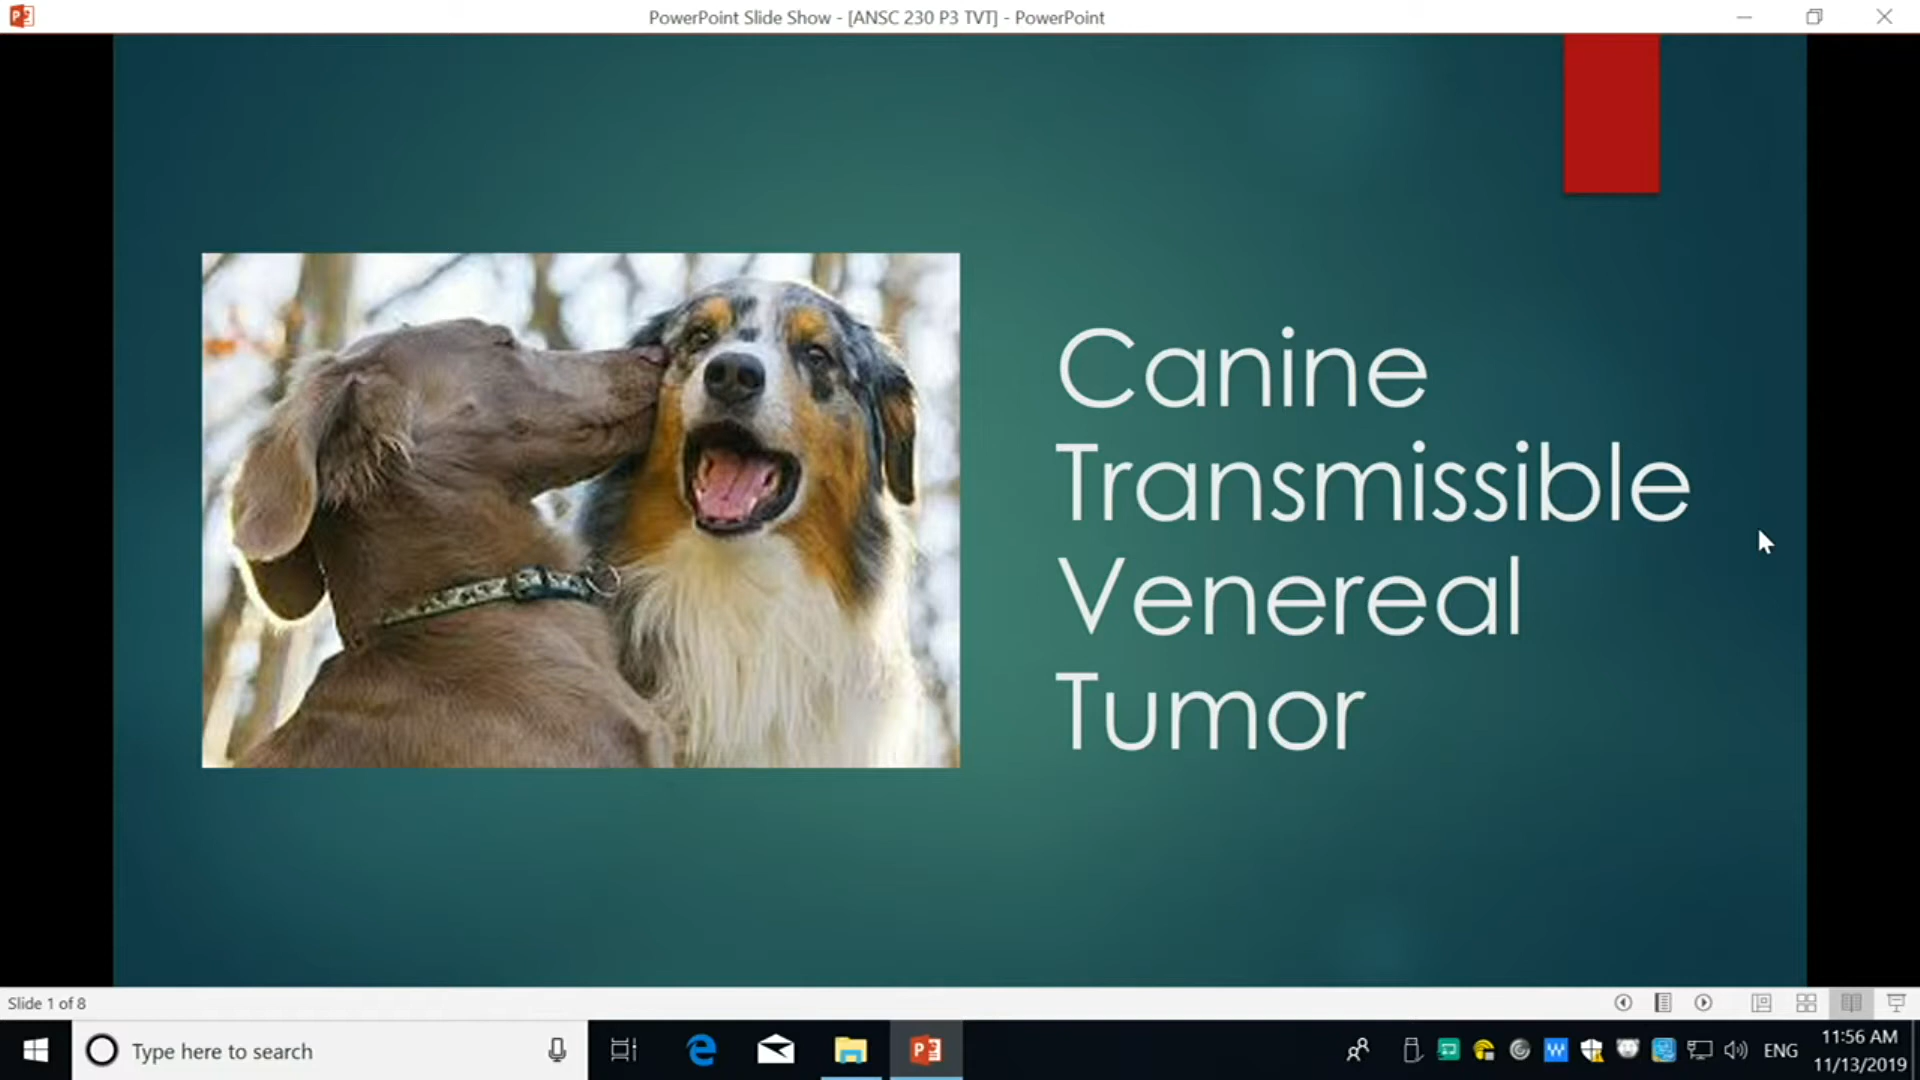 PowerPoint Slide Show - [ANSC 230 P3 TVT] - PowerPoint
Canine
Transmissible
Venereal
Tumor
Slide 1 of 8
Type here to search
ENG
11:56 AM
11/13/2019